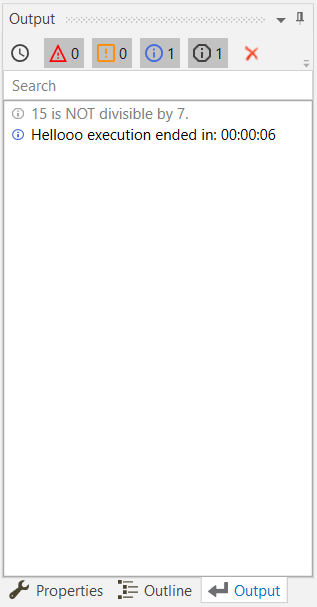 Output
0 0 1 1
Search
15 is NOT divisible by 7.
Hellooo execution ended in: 00:00:06
Properties Outline Output